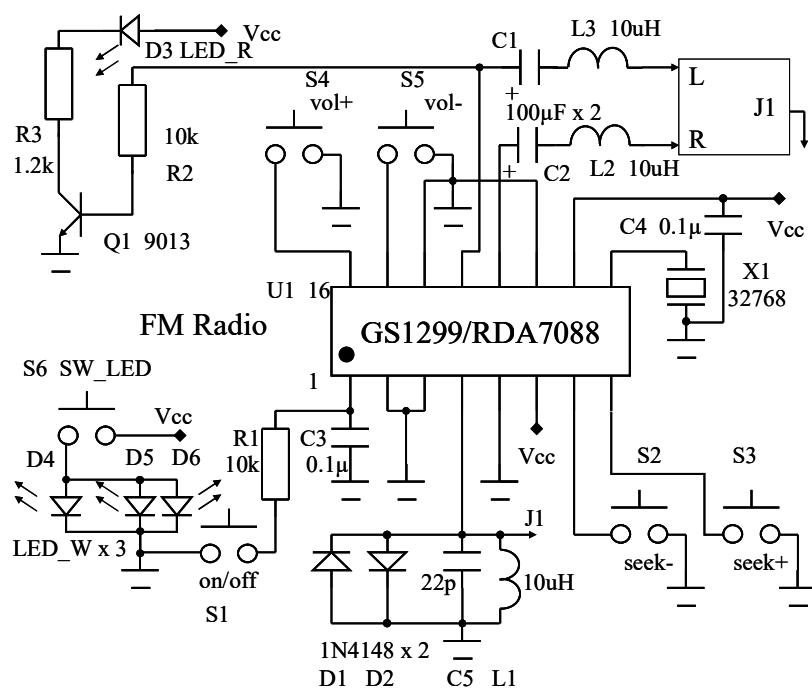 Vcc
D3 LED_R
R3
1.2k
10k
R2
Q1 9013
S4
vol+
S5
vol-
C1
+
100µF x 2
+
C2
L3 10uH
L2 10uH
L
R
J1
C4 0.1µ
Vcc
X1
32768
U1 16
FM Radio
GS1299/RDA7088
1
S6 SW_LED
Vcc
D4
D5 D6
LED_W x 3
R1
10k
C3
0.1µ
on/off
S1
Vcc
S2
S3
seek-
seek+
J1
22p
10uH
1N4148 x 2
D1 D2
C5 L1